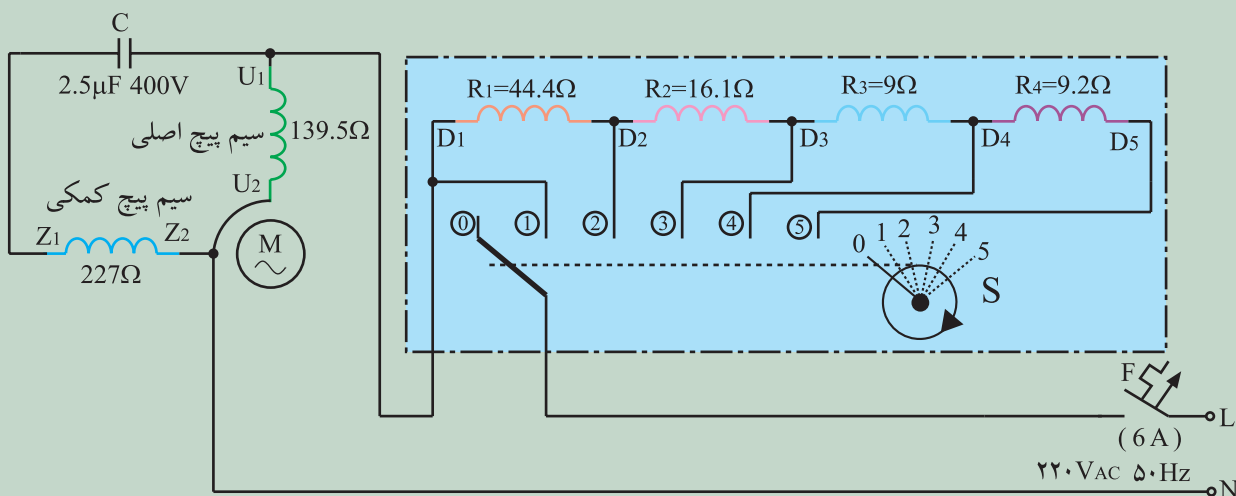 C
2.5µF 400V
U1
سیم پیچ اصلی
139.5Ω
U2
سیم پیچ کمکی
Z1
Z2
227Ω
M
R1=44.4Ω
R2=16.1Ω
R3=9Ω
R4=9.2Ω
D1
D2
D3
D4
D5
0
1
2
3
4
5
0
1
2
3
4
5
S
F
L
(6A)
۲۲۰VAC ۵۰Hz
N